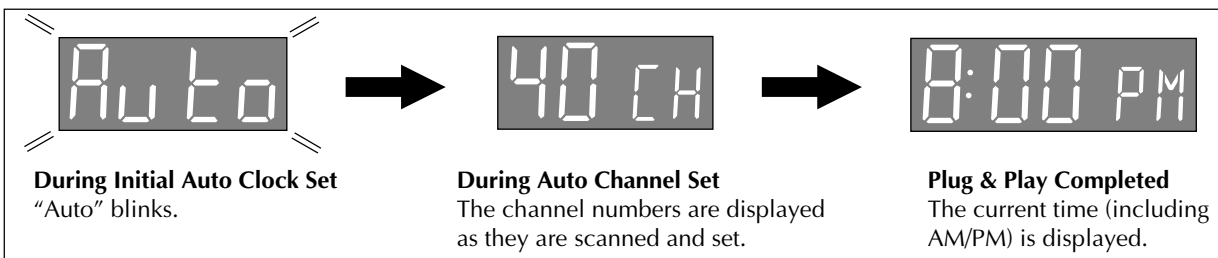 Auto
40 CH
8:00 PM
During Initial Auto Clock Set
“Auto” blinks.
During Auto Channel Set
The channel numbers are displayed
as they are scanned and set.
Plug & Play Completed
The current time (including
AM/PM) is displayed.